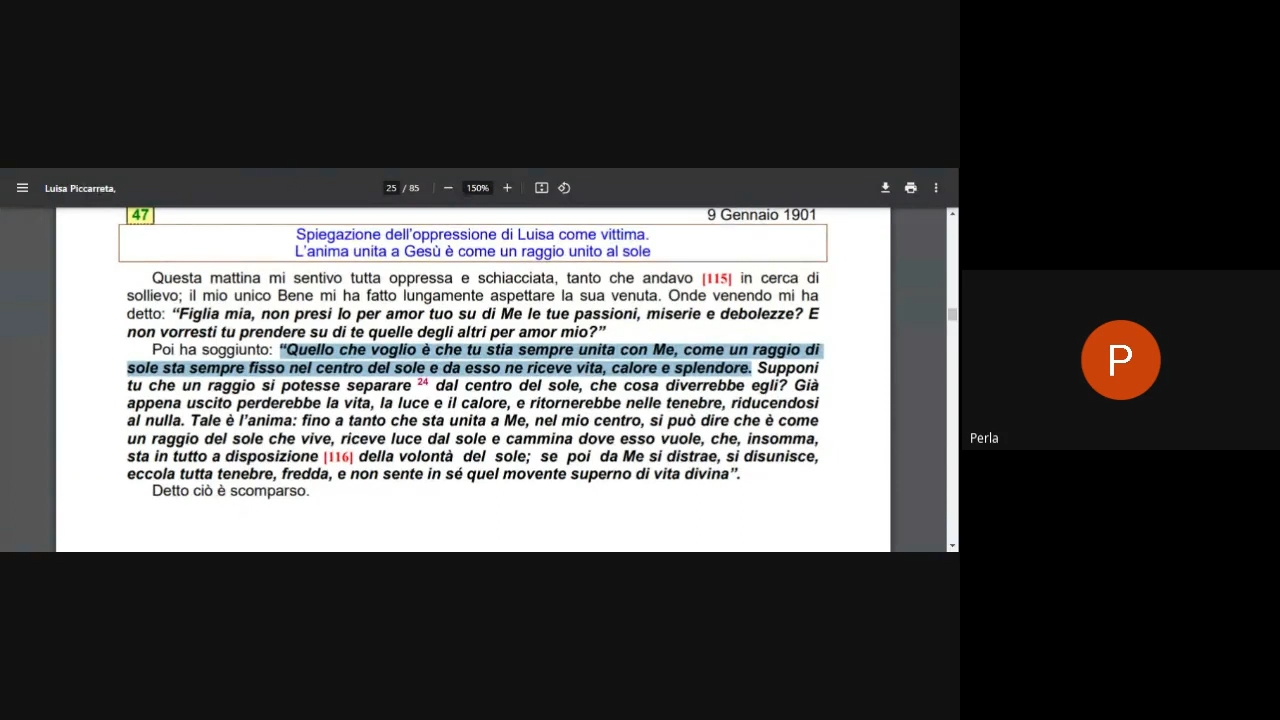 Luisa Piccarreta,
25 / 85
150%
47
9 Gennaio 1901
Spiegazione dell’oppressione di Luisa come vittima.
L’anima unita a Gesù è come un raggio unito al sole
Questa mattina mi sentivo tutta oppressa e schiacciata, tanto che andavo [115] in cerca di
sollievo; il mio unico Bene mi ha fatto lungamente aspettare la sua venuta. Onde venendo mi ha
detto: “Figlia mia, non presi Io per amor tuo su di Me le tue passioni, miserie e debolezze? E
non vorresti tu prendere su di te quelle degli altri per amor mio?”
Poi ha soggiunto: “Quello che voglio è che tu stia sempre unita con Me, come un raggio di
sole sta sempre fisso nel centro del sole e da esso ne riceve vita, calore e splendore. Supponi
tu che un raggio si potesse separare 24 dal centro del sole, che cosa diverrebbe egli? Già
appena uscito perderebbe la vita, la luce e il calore, e ritornerebbe nelle tenebre, riducendosi
al nulla. Tale è l’anima: fino a tanto che sta unita a Me, nel mio centro, si può dire che è come
un raggio del sole che vive, riceve luce dal sole e cammina dove esso vuole, che, insomma,
sta in tutto a disposizione [116] della volontà del sole; se poi da Me si distrae, si disunisce,
eccola tutta tenebre, fredda, e non sente in sé quel movente superno di vita divina”.
Detto ciò è scomparso.
P
Perla